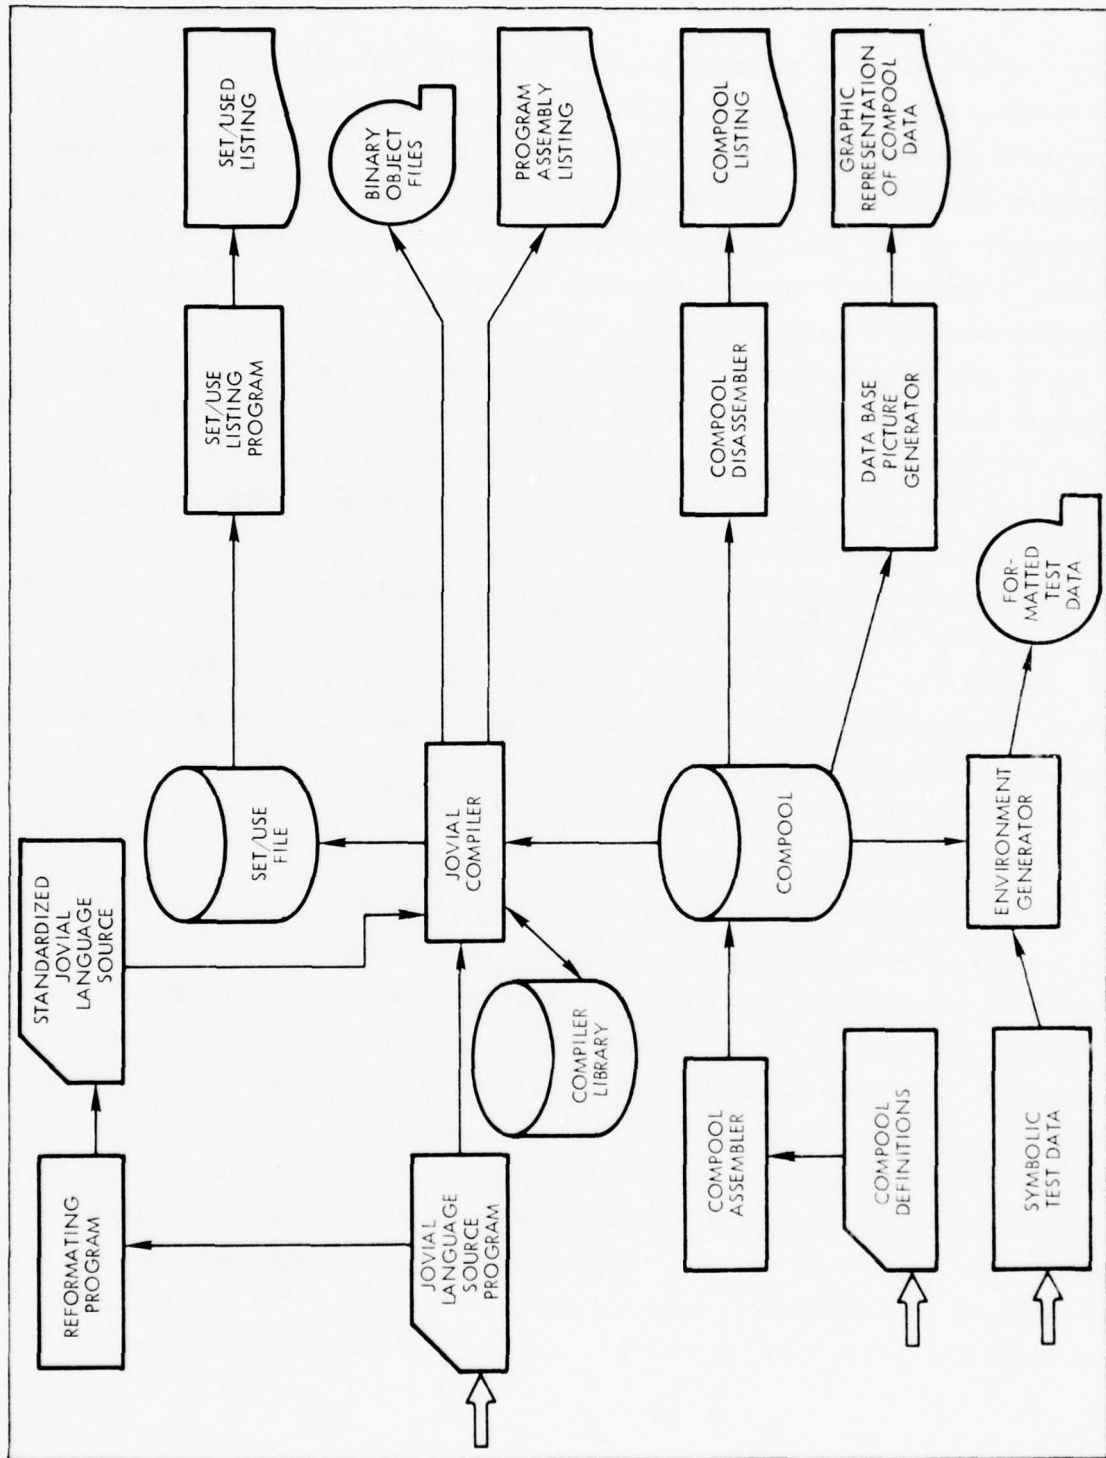 REFORMATING
PROGRAM
STANDARDIZED
JOVIAL
LANGUAGE
SOURCE
SET/USE
FILE
SET/USE
LISTING
PROGRAM
SET/USED
LISTING
BINARY
OBJECT
FILES
JOVIAL
LANGUAGE
SOURCE
PROGRAM
JOVIAL
COMPILER
PROGRAM
ASSEMBLY
LISTING
COMPILER
LIBRARY
COMPOOL
ASSEMBLER
COMPOOL
COMPOOL
DISASSEMBLER
COMPOOL
LISTING
COMPOOL
DEFINITIONS
DATA BASE
PICTURE
GENERATOR
GRAPHIC
REPRESENTATION
OF COMPOOL
DATA
SYMBOLIC
TEST DATA
ENVIRONMENT
GENERATOR
FOR-
MATTED
TEST
DATA